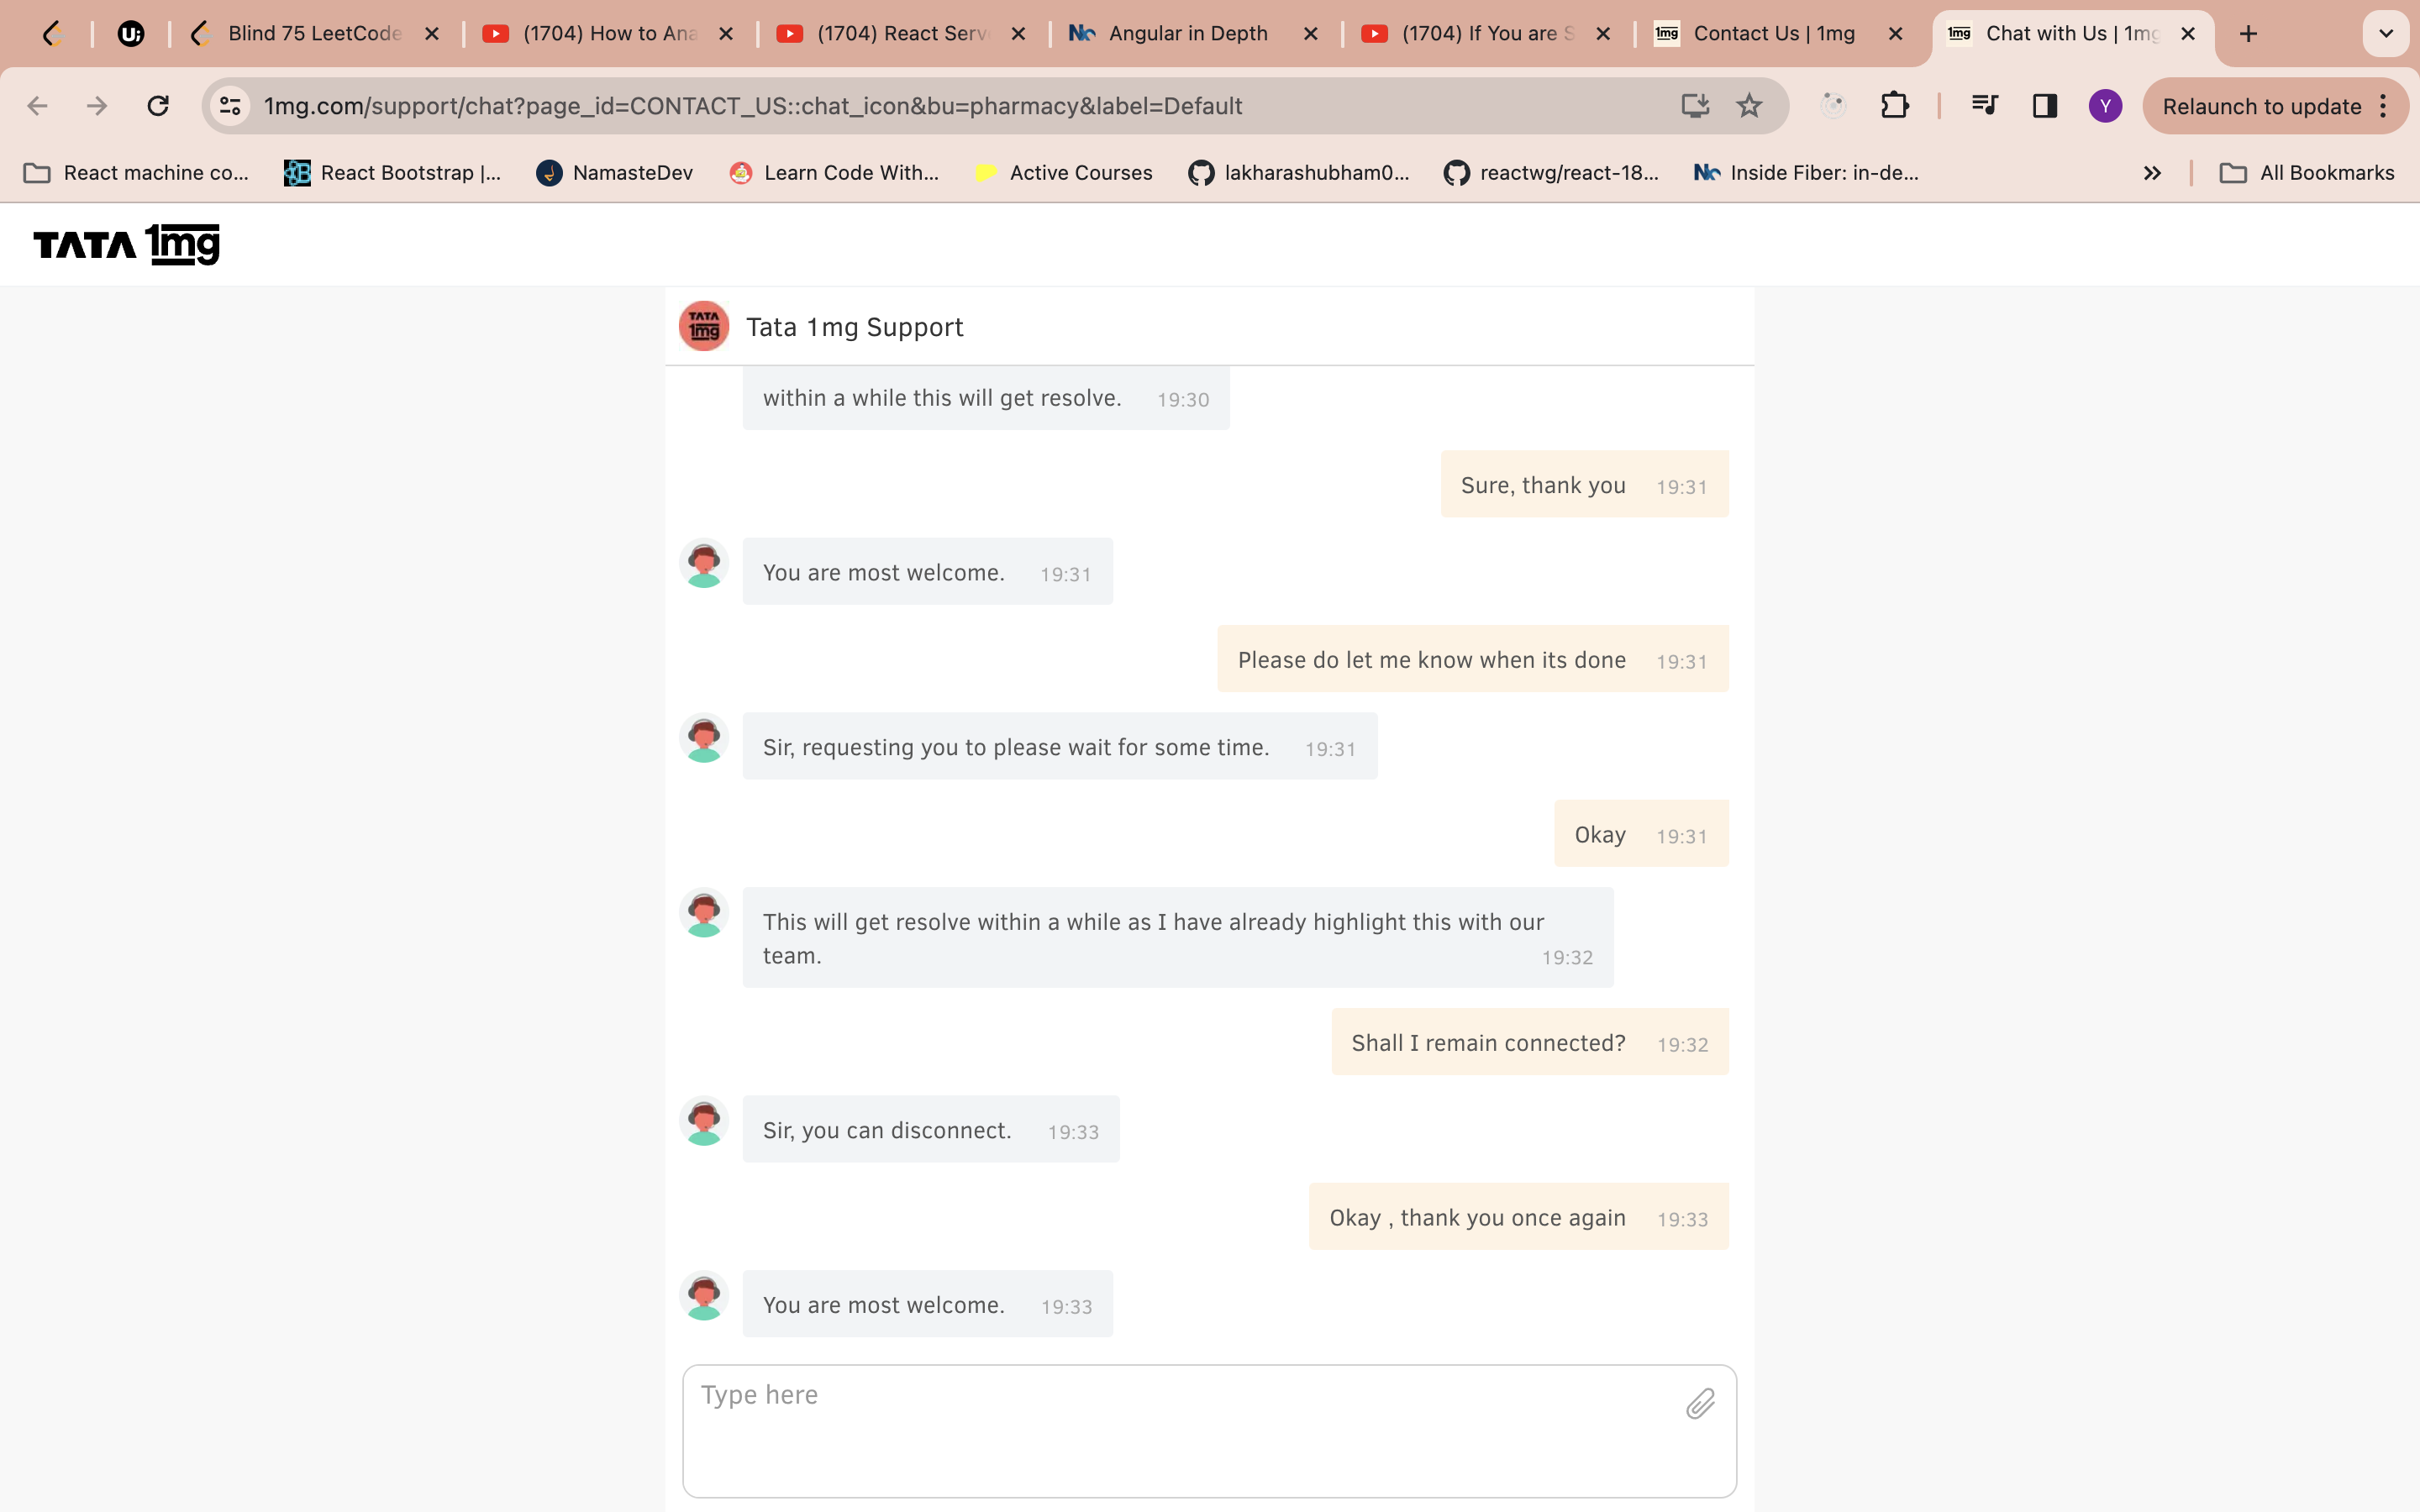 Blind 75 LeetCode
(1704) How to Ana
(1704) React Serv
Angular in Depth
(1704) If You are S
1mg Contact Us | 1mg
1mg Chat with Us | 1mg
1mg.com/support/chat?page_id=CONTACT_US::chat_icon&bu=pharmacy&label=Default
Y
Relaunch to update
React machine co...
React Bootstrap |...
NamasteDev
Learn Code With...
Active Courses
lakharashubham0...
reactwg/react-18...
Inside Fiber: in-de...
All Bookmarks
TATA 1mg
TATA 1mg
Tata 1mg Support
within a while this will get resolve. 19:30
Sure, thank you 19:31
You are most welcome. 19:31
Please do let me know when its done 19:31
Sir, requesting you to please wait for some time. 19:31
Okay 19:31
This will get resolve within a while as I have already highlight this with our
team. 19:32
Shall I remain connected? 19:32
Sir, you can disconnect. 19:33
Okay , thank you once again 19:33
You are most welcome. 19:33
Type here